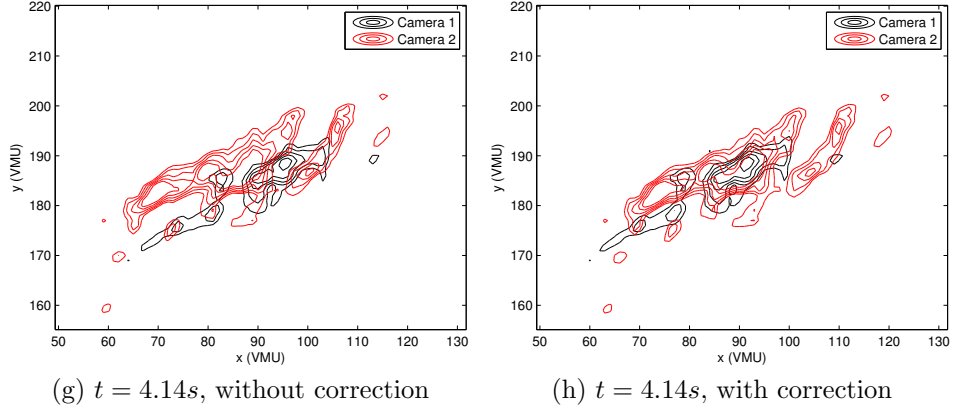 220
210
200
190
180
170
160
y (VMU)
50 60 70 80 90 100 110 120 130
x (VMU)
Camera 1
Camera 2
(g) t = 4.14s, without correction
220
210
200
190
180
170
160
y (VMU)
50 60 70 80 90 100 110 120 130
x (VMU)
Camera 1
Camera 2
(h) t = 4.14s, with correction